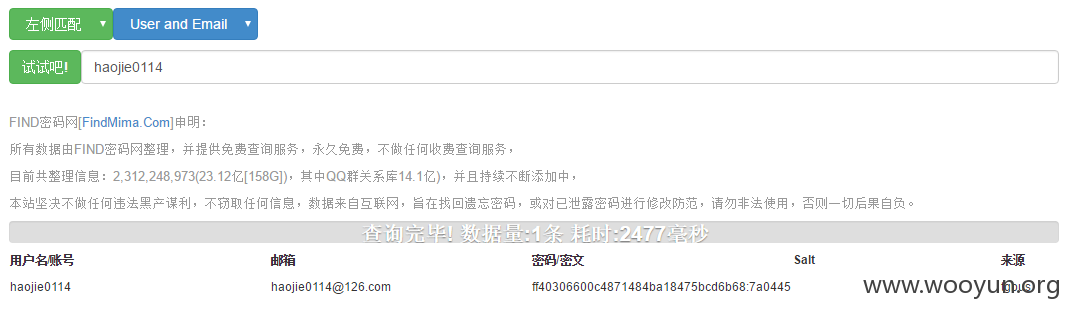 左侧匹配 User and Email
试试吧! haojie0114
FIND密码网[FindMima.Com]申明：
所有数据由FIND密码网整理，并提供免费查询服务，永久免费，不做任何收费查询服务，
目前共整理信息：2,312,248,973(23.12亿[158G])，其中QQ群关系库14.1亿)，并且持续不断添加中，
本站坚决不做任何违法黑产谋利，不窃取任何信息，数据来自互联网，旨在找回遗忘密码，或对已泄露密码进行修改防范，请勿非法使用，否则一切后果自负。
查询完毕! 数据量:1条 耗时:2477毫秒
用户名/账号 邮箱 密码/密文 Salt 来源
haojie0114 haojie0114@126.com ff40306600c4871484ba18475bcd6b68:7a0445
www.wooyun.org